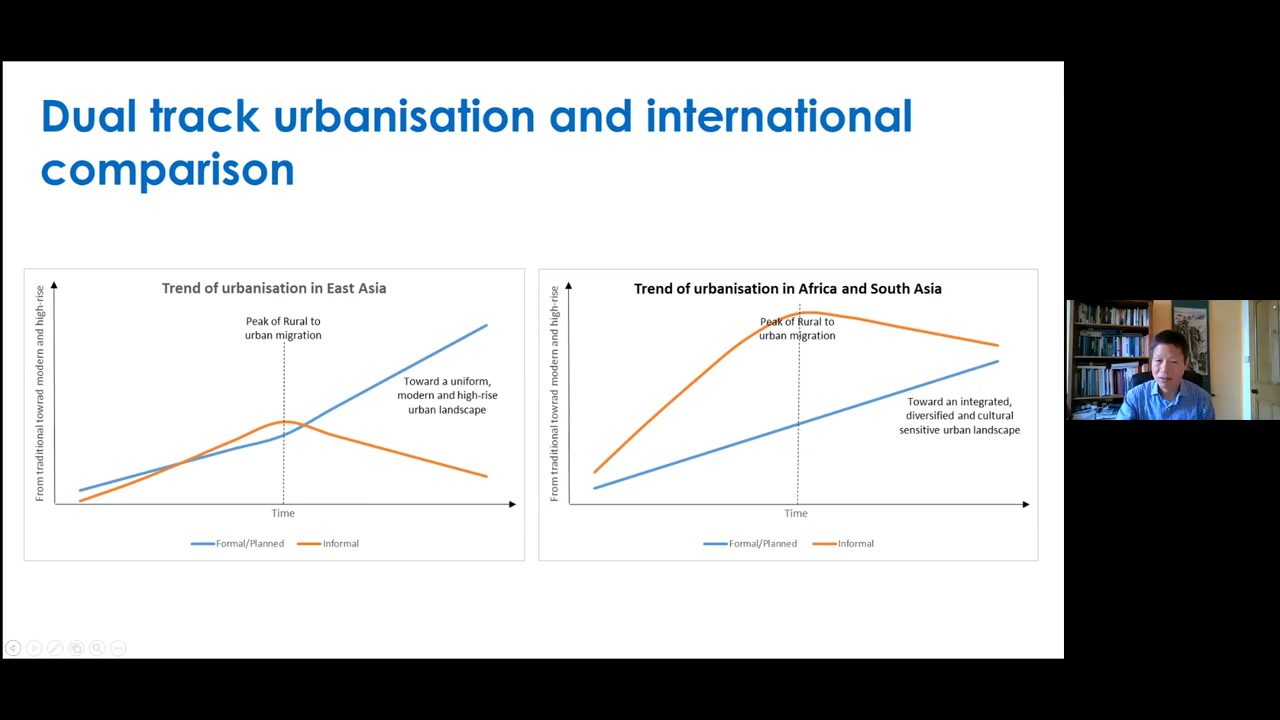 Dual track urbanisation and international
comparison
Trend of urbanisation in East Asia
From traditional towrad modern and high-rise
Peak of Rural to
urban migration
Toward a uniform,
modern and high-rise
urban landscape
Time
Formal/Planned
Informal
Trend of urbanisation in Africa and South Asia
From traditional towrad modern and high-rise
Peak of Rural to
urban migration
Toward an integrated,
diversified and cultural
sensitive urban landscape
Time
Formal/Planned
Informal